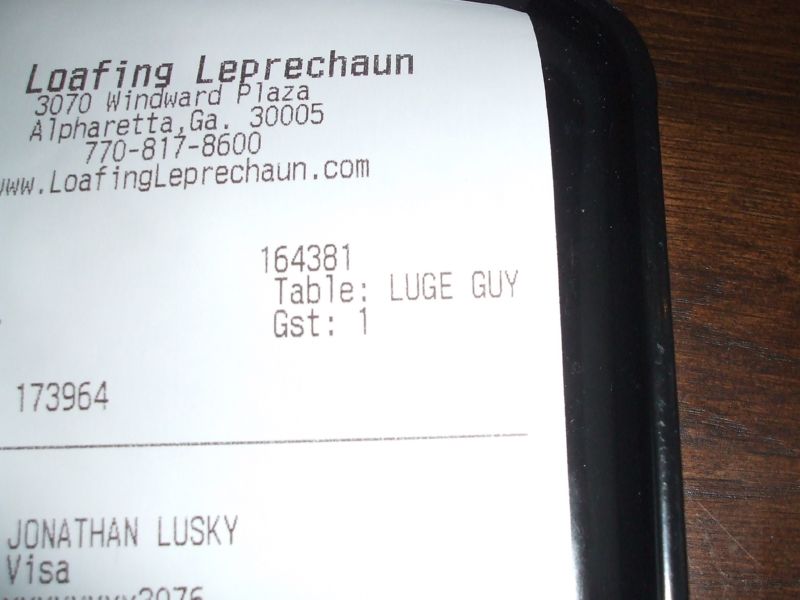 Loafing Leprechaun
3070 Windward Plaza
Alpharetta,Ga. 30005
770-817-8600
www.LoafingLeprechaun.com
164381
Table: LUGE GUY
Gst: 1
173964
JONATHAN LUSKY
Visa
xxxxxxxx3076